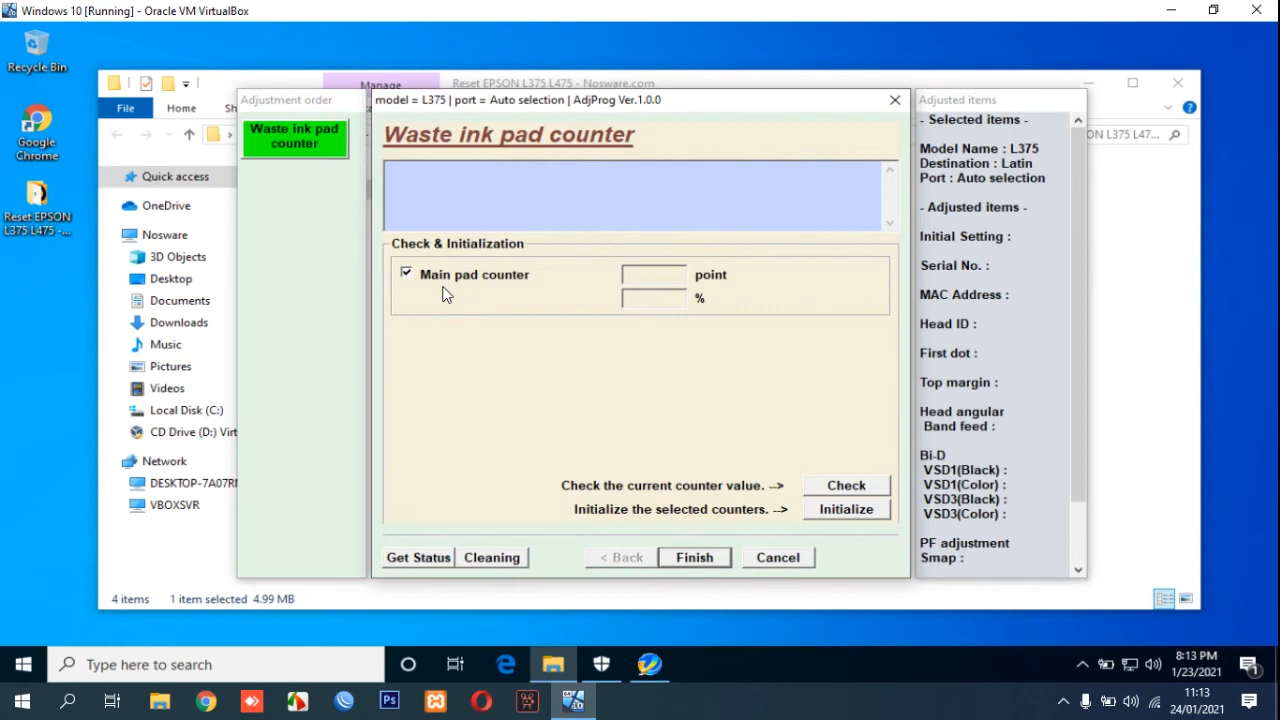 Windows 10 [Running] - Oracle VM VirtualBox
Recycle Bin
Google
Chrome
Reset EPSON
L375 L475 -...
Manage
Reset EPSON L375 L475 - Nosware.com
File
Home
Sh
ON L375 L47...
Quick access
OneDrive
Nosware
3D Objects
Desktop
Documents
Downloads
Music
Pictures
Videos
Local Disk (C:)
CD Drive (D:) Virt
Network
DESKTOP-7A07RI
VBOXSVR
4 items
1 item selected 4.99 MB
Adjustment order
Waste ink pad
counter
model = L375 | port = Auto selection | AdjProg Ver.1.0.0
Waste ink pad counter
Check & Initialization
Main pad counter
point
%
Check the current counter value. -->
Check
Initialize the selected counters. -->
Initialize
Get Status
Cleaning
< Back
Finish
Cancel
Adjusted items
- Selected items -
Model Name : L375
Destination : Latin
Port : Auto selection
- Adjusted items -
Initial Setting :
Serial No. :
MAC Address :
Head ID :
First dot :
Top margin :
Head angular
Band feed :
Bi-D
VSD1(Black) :
VSD1(Color) :
VSD3(Black) :
VSD3(Color) :
PF adjustment
Smap :
Type here to search
8:13 PM
1/23/2021
1
11:13
24/01/2021
Ps